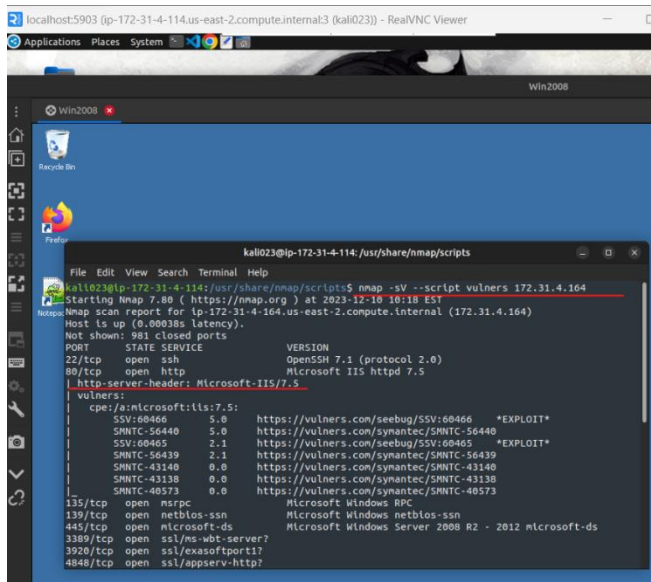 localhost:5903 (ip-172-31-4-114.us-east-2.compute.internal:3 (kali023)) - RealVNC Viewer
Applications Places System
Win2008
Win2008
Recycle Bin
Firefox
kali023@ip-172-31-4-114: /usr/share/nmap/scripts
File Edit View Search Terminal Help
kali023@ip-172-31-4-114:/usr/share/nmap/scripts$ nmap -sV --script vulners 172.31.4.164
Starting Nmap 7.80 ( https://nmap.org ) at 2023-12-10 10:18 EST
Nmap scan report for ip-172-31-4-164.us-east-2.compute.internal (172.31.4.164)
Host is up (0.00038s latency).
Not shown: 981 closed ports
PORT STATE SERVICE VERSION
22/tcp open ssh OpenSSH 7.1 (protocol 2.0)
80/tcp open http Microsoft IIS httpd 7.5
|_http-server-header: Microsoft-IIS/7.5
| vulners:
| cpe:/a:microsoft:iis:7.5:
| SSV:60466 5.0 https://vulners.com/seebug/SSV:60466 *EXPLOIT*
| SMNTC-56440 5.0 https://vulners.com/symantec/SMNTC-56440
| SSV:60465 2.1 https://vulners.com/seebug/SSV:60465 *EXPLOIT*
| SMNTC-56439 2.1 https://vulners.com/symantec/SMNTC-56439
| SMNTC-43140 0.0 https://vulners.com/symantec/SMNTC-43140
| SMNTC-43138 0.0 https://vulners.com/symantec/SMNTC-43138
|_ SMNTC-40573 0.0 https://vulners.com/symantec/SMNTC-40573
135/tcp open msrpc Microsoft Windows RPC
139/tcp open netbios-ssn Microsoft Windows netbios-ssn
445/tcp open microsoft-ds Microsoft Windows Server 2008 R2 - 2012 microsoft-ds
3389/tcp open ssl/ms-wbt-server?
3920/tcp open ssl/exasoftport1?
4848/tcp open ssl/appserv-http?